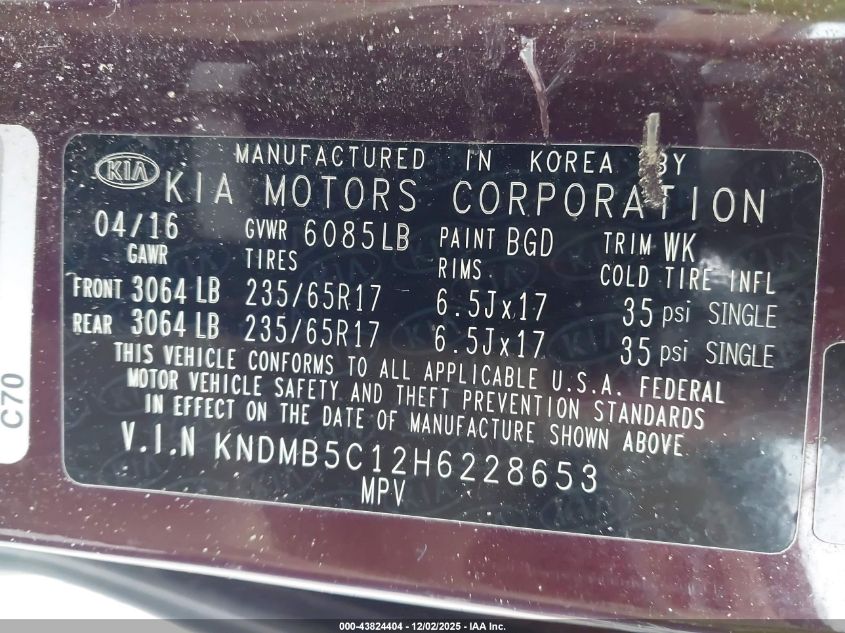 MANUFACTURED IN KOREA BY
KIA KIA MOTORS CORPORATION
04/16 GVWR 6085LB PAINT BGD TRIM WK
GAWR TIRES RIMS COLD TIRE INFL
FRONT 3064 LB 235/65R17 6.5Jx17 35 psi SINGLE
REAR 3064 LB 235/65R17 6.5Jx17 35 psi SINGLE
THIS VEHICLE CONFORMS TO ALL APPLICABLE U.S.A. FEDERAL
MOTOR VEHICLE SAFETY AND THEFT PREVENTION STANDARDS
IN EFFECT ON THE DATE OF MANUFACTURE SHOWN ABOVE.
V.I.N KNDMB5C12H6228653
MPV
C70
000-43824404 - 12/02/2025 - IAA Inc.